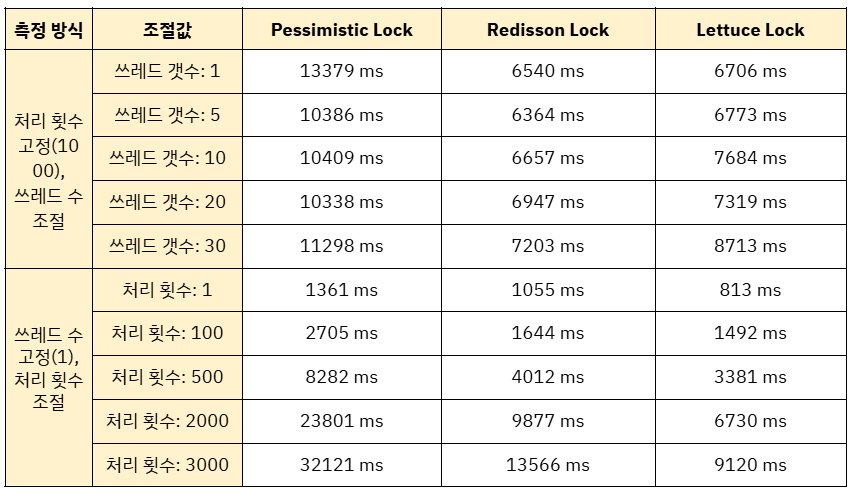 측정 방식 조절값 Pessimistic Lock Redisson Lock Lettuce Lock
처리 횟수
고정(10
00),
쓰레드 수
조절
쓰레드 갯수: 1 13379 ms 6540 ms 6706 ms
쓰레드 갯수: 5 10386 ms 6364 ms 6773 ms
쓰레드 갯수: 10 10409 ms 6657 ms 7684 ms
쓰레드 갯수: 20 10338 ms 6947 ms 7319 ms
쓰레드 갯수: 30 11298 ms 7203 ms 8713 ms
쓰레드 수
고정(1),
처리 횟수
조절
처리 횟수: 1 1361 ms 1055 ms 813 ms
처리 횟수: 100 2705 ms 1644 ms 1492 ms
처리 횟수: 500 8282 ms 4012 ms 3381 ms
처리 횟수: 2000 23801 ms 9877 ms 6730 ms
처리 횟수: 3000 32121 ms 13566 ms 9120 ms